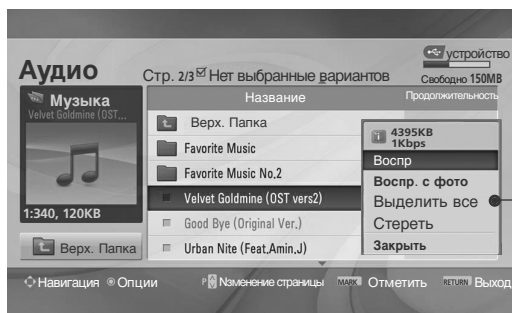 устройство
Аудио
Стр. 2/3 Нет выбранные вариантов
Свободно 150MB
Музыка
Velvet Goldmine (OST...
1:340, 120KB
Верх. Папка
Название
Продолжительность
Верх. Папка
Favorite Music
Favorite Music No.2
Velvet Goldmine (OST vers2)
Good Bye (Original Ver.)
Urban Nite (Feat,Amin,J)
4395KB
1Kbps
Воспр
Воспр. с фото
Выделить все
Стереть
Закрыть
Навигация Опции P Nзменение страницы MARK Отметить RETURN Выход